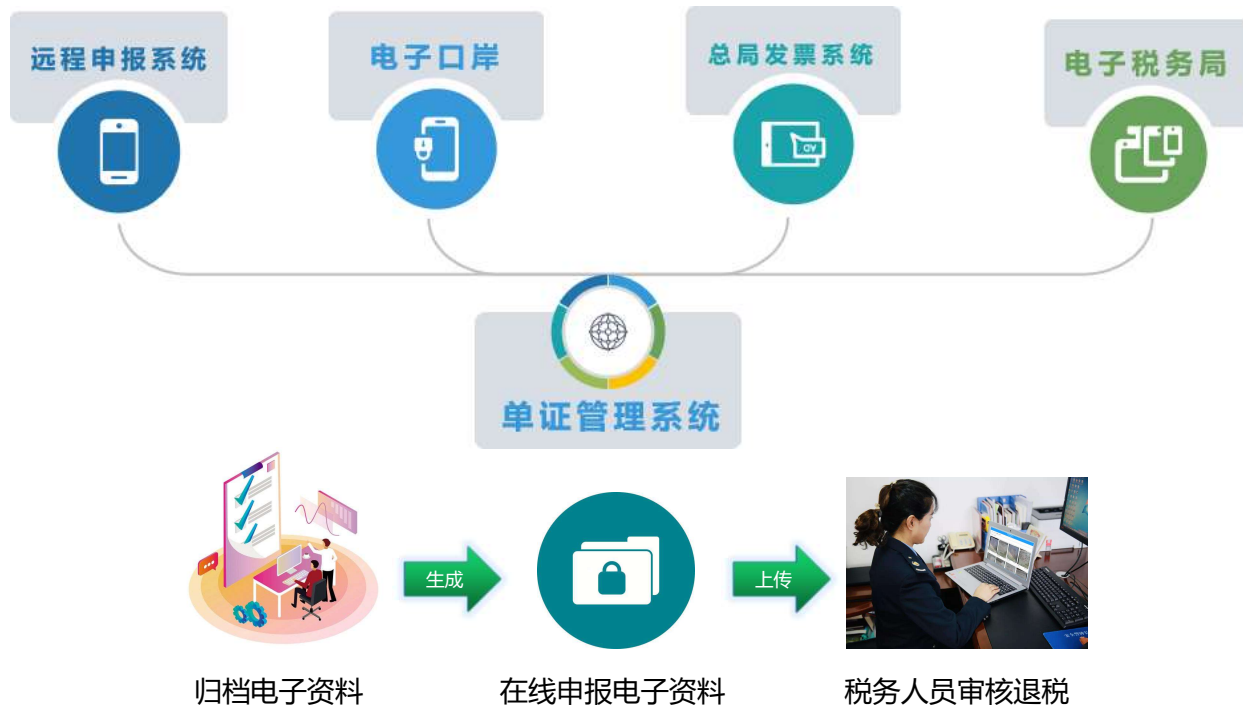 远程申报系统
电子口岸
总局发票系统
电子税务局
单证管理系统
生成
上传
归档电子资料
在线申报电子资料
税务人员审核退税